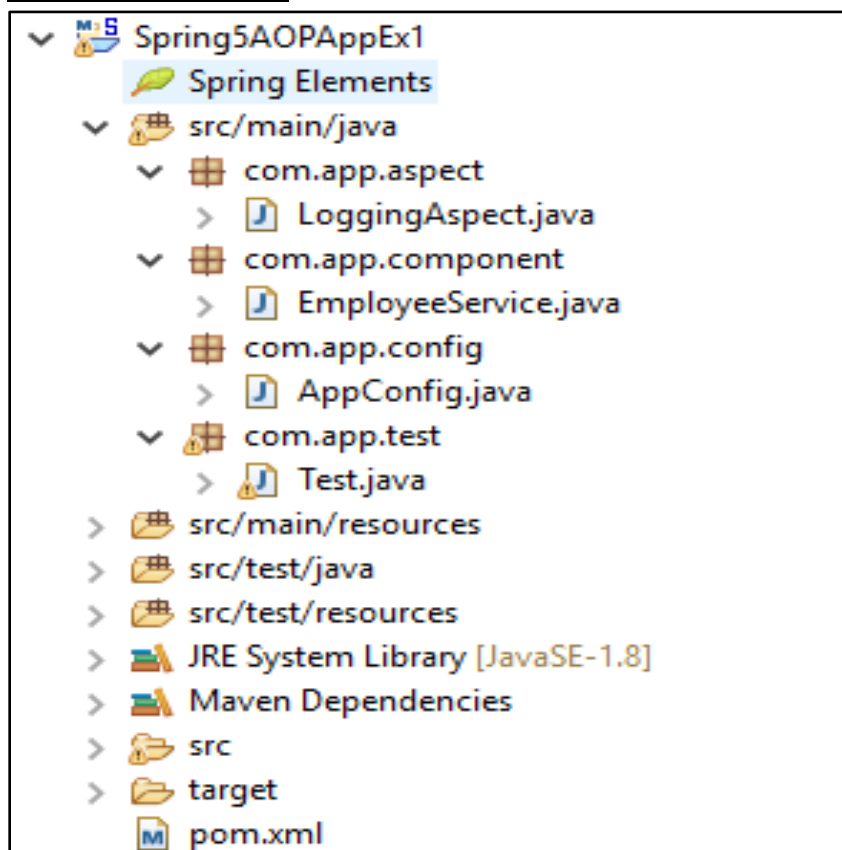 Spring5AOPAppEx1
Spring Elements
src/main/java
com.app.aspect
LoggingAspect.java
com.app.component
EmployeeService.java
com.app.config
AppConfig.java
com.app.test
Test.java
src/main/resources
src/test/java
src/test/resources
JRE System Library [JavaSE-1.8]
Maven Dependencies
src
target
pom.xml